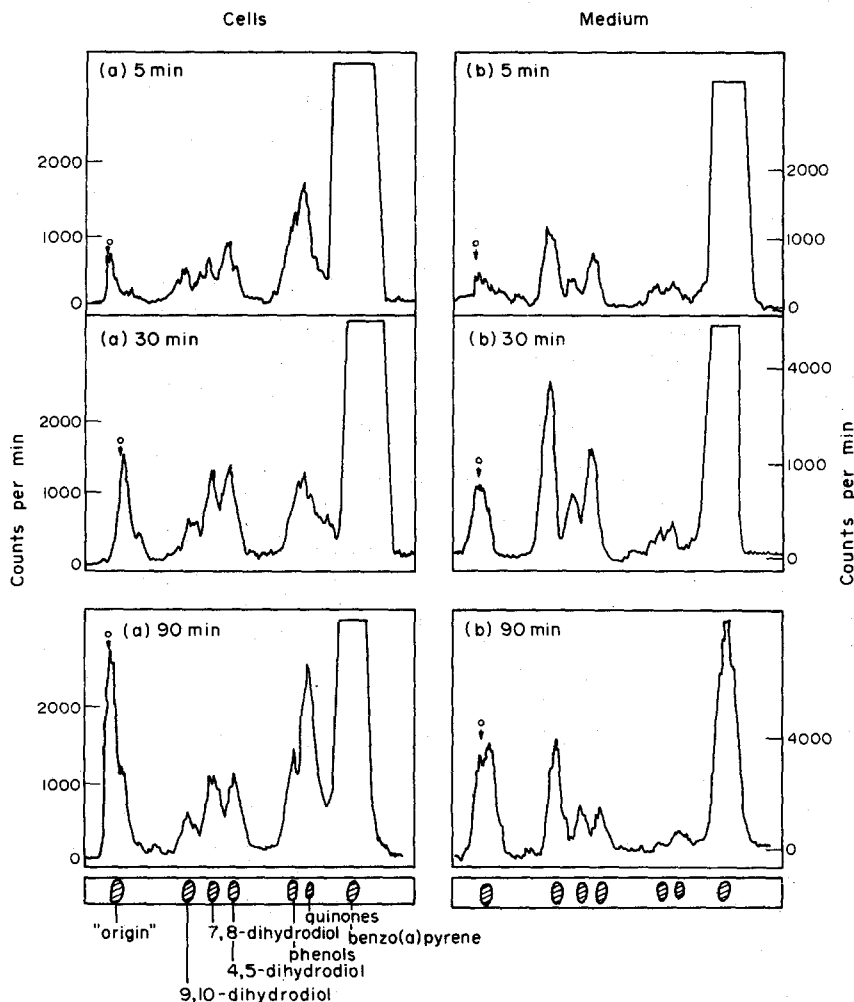 Cells
Medium
(a) 5 min
2000
1000
0
o
(b) 5 min
2000
1000
0
o
(a) 30 min
2000
1000
0
o
(b) 30 min
4000
1000
0
o
Counts per min
Counts per min
(a) 90 min
2000
1000
0
o
(b) 90 min
4000
0
o
quinones
"origin"
7,8-dihydrodiol
benzo(a)pyrene
phenols
4,5-dihydrodiol
9,10-dihydrodiol